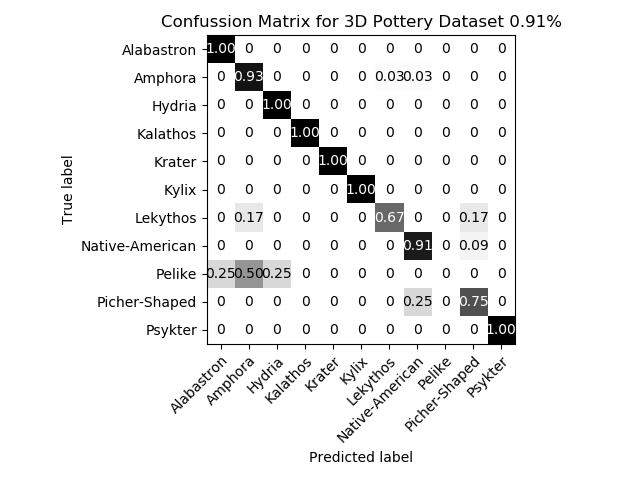 Confussion Matrix for 3D Pottery Dataset 0.91%
Alabastron 1.00 0 0 0 0 0 0 0 0 0 0
Amphora 0 0.93 0 0 0 0 0.03 0.03 0 0 0
Hydria 0 0 1.00 0 0 0 0 0 0 0 0
Kalathos 0 0 0 1.00 0 0 0 0 0 0 0
Krater 0 0 0 0 1.00 0 0 0 0 0 0
Kylix 0 0 0 0 0 1.00 0 0 0 0 0
Lekythos 0 0.17 0 0 0 0 0.67 0 0 0.17 0
Native-American 0 0 0 0 0 0 0 0.91 0 0.09 0
Pelike 0.25 0.50 0.25 0 0 0 0 0 0 0 0
Picher-Shaped 0 0 0 0 0 0 0 0.25 0 0.75 0
Psykter 0 0 0 0 0 0 0 0 0 0 1.00
True label
Alabastron Amphora Hydria Kalathos Krater Kylix Lekythos Native-American Pelike Picher-Shaped Psykter
Predicted label